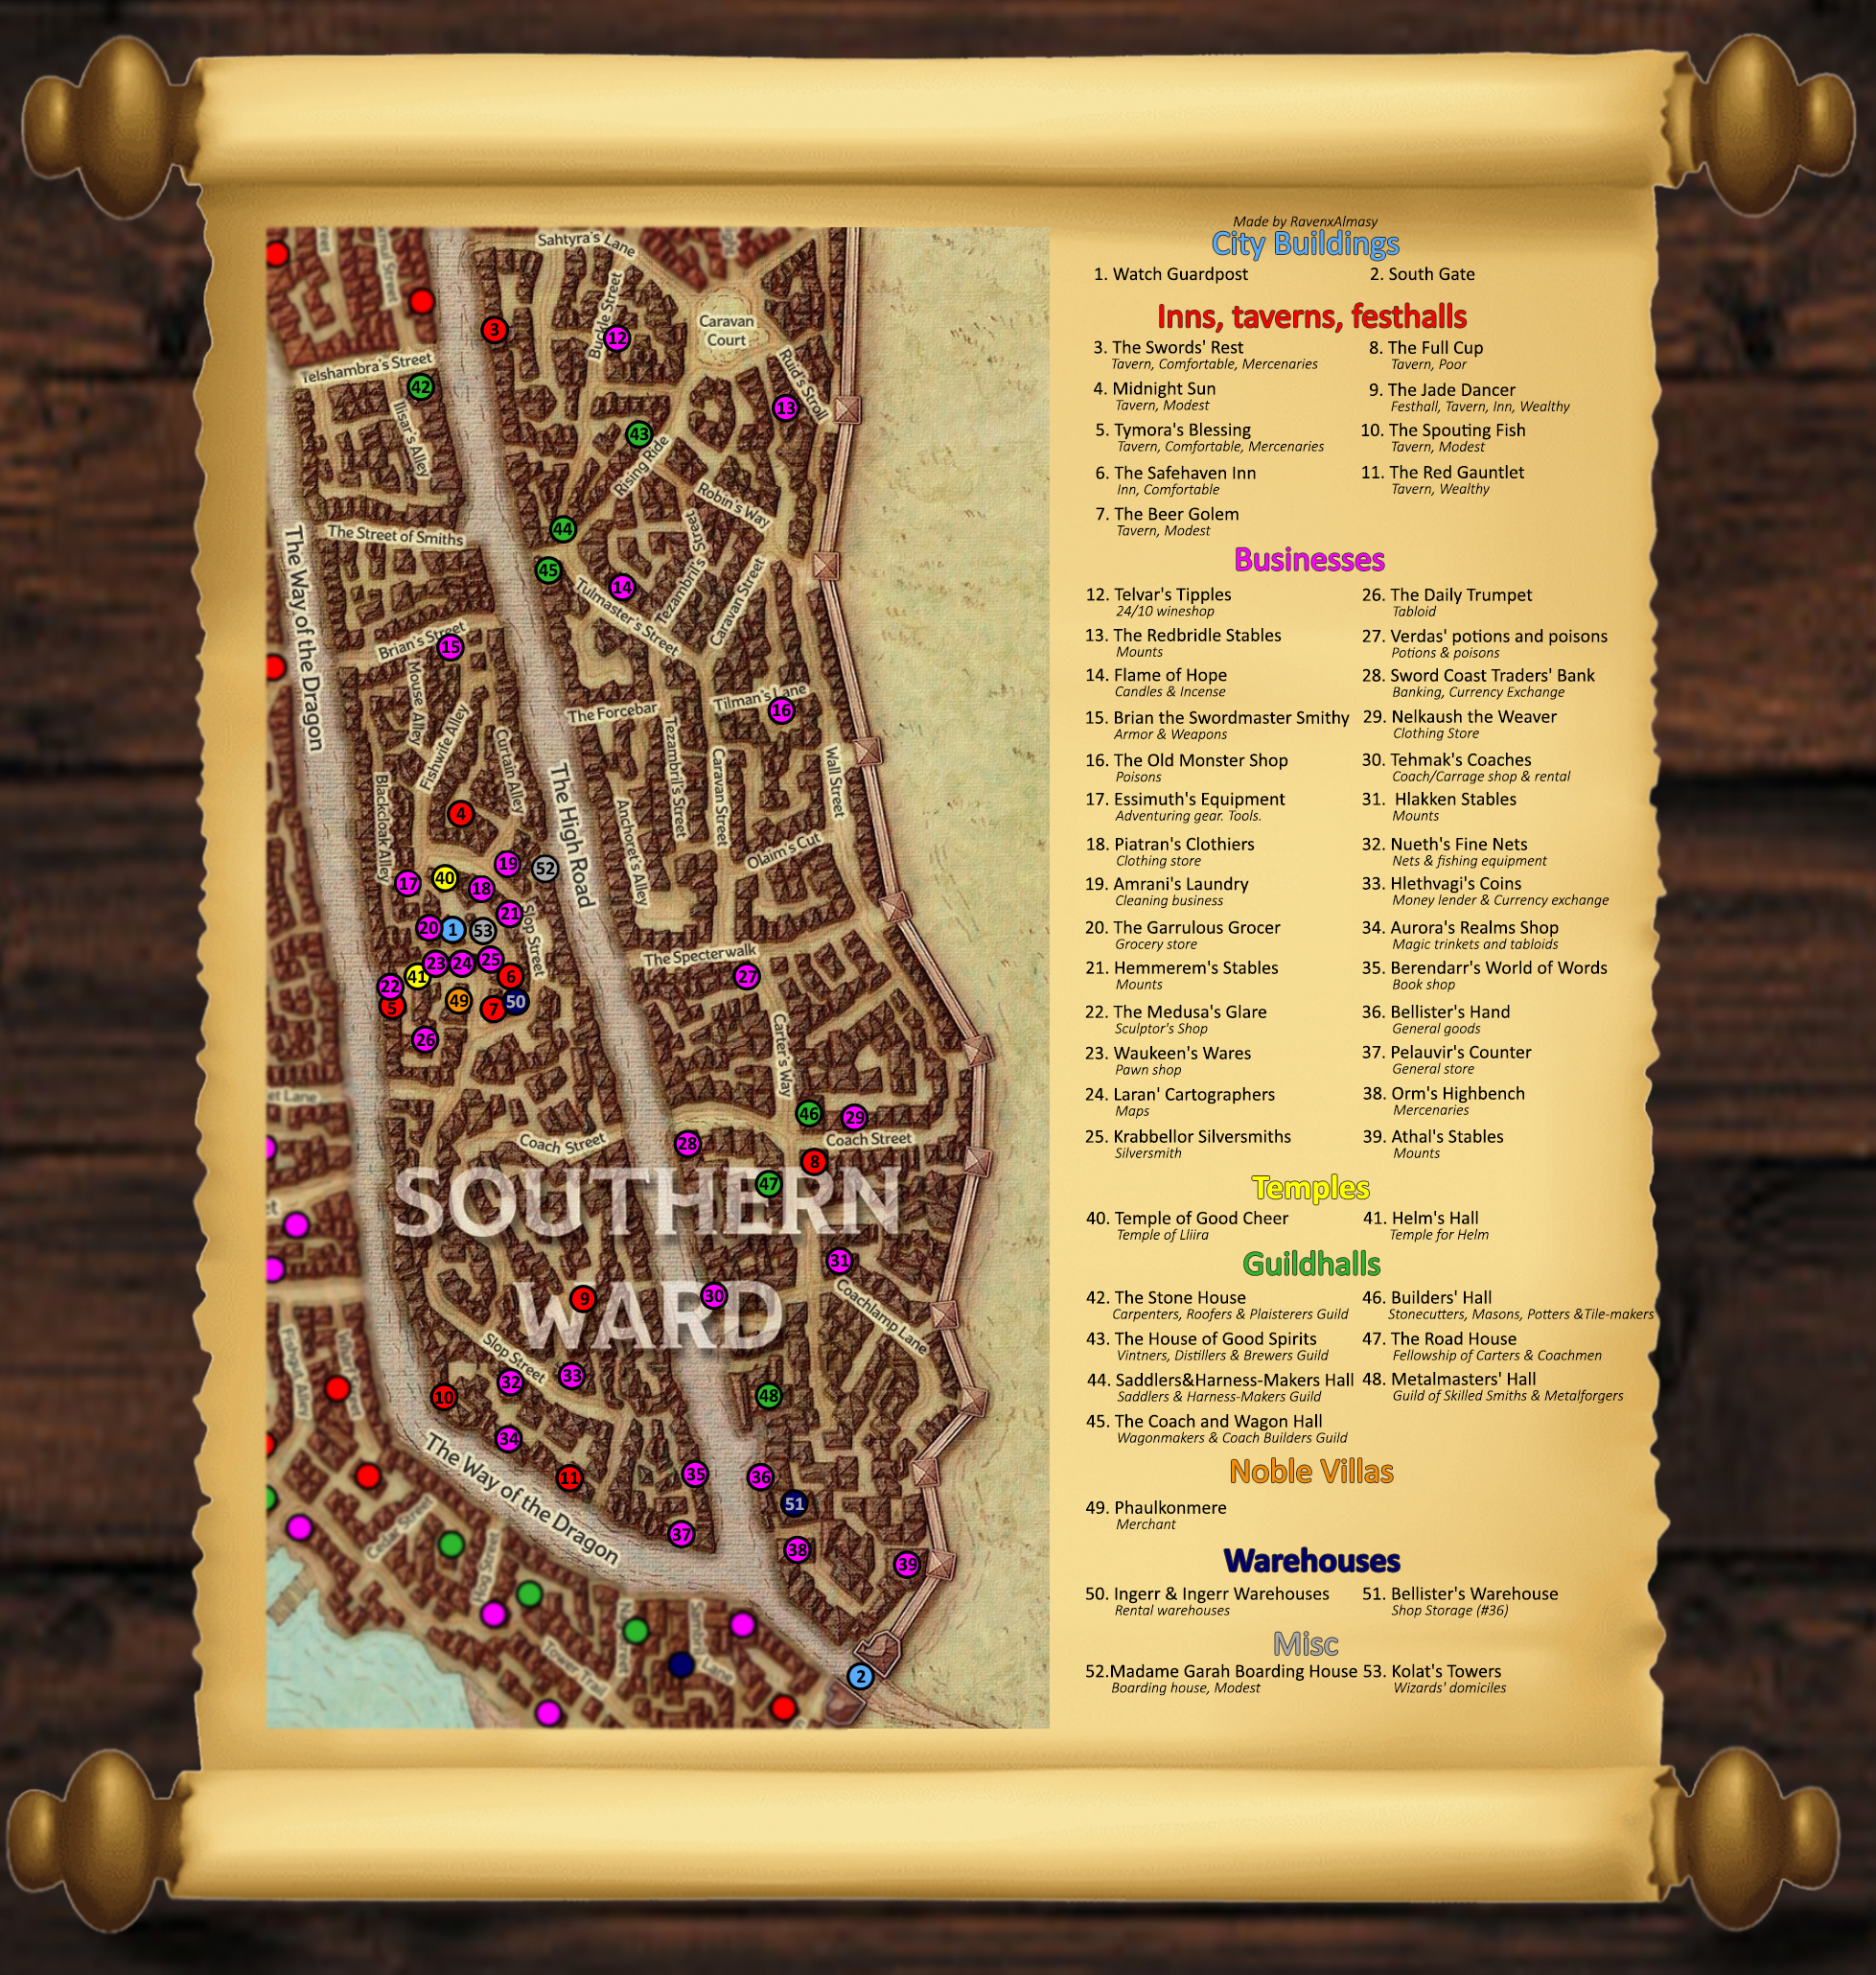 Made by RavenxAlmasy
City Buildings
1. Watch Guardpost
2. South Gate
Inns, taverns, festhalls
3. The Swords' Rest
Tavern, Comfortable, Mercenaries
4. Midnight Sun
Tavern, Modest
5. Tymora's Blessing
Tavern, Comfortable, Mercenaries
6. The Safehaven Inn
Inn, Comfortable
7. The Beer Golem
Tavern, Modest
8. The Full Cup
Tavern, Poor
9. The Jade Dancer
Festhall, Tavern, Inn, Wealthy
10. The Spouting Fish
Tavern, Modest
11. The Red Gauntlet
Tavern, Wealthy
Businesses
12. Telvar's Tipples
24/10 wineshop
13. The Redbridle Stables
Mounts
14. Flame of Hope
Candles & Incense
15. Brian the Swordmaster Smithy
Armor & Weapons
16. The Old Monster Shop
Poisons
17. Essimuth's Equipment
Adventuring gear. Tools.
18. Piatran's Clothiers
Clothing store
19. Amrani's Laundry
Cleaning business
20. The Garrulous Grocer
Grocery store
21. Hemmerem's Stables
Mounts
22. The Medusa's Glare
Sculptor's Shop
23. Waukeen's Wares
Pawn shop
24. Laran' Cartographers
Maps
25. Krabbellor Silversmiths
Silversmith
26. The Daily Trumpet
Tabloid
27. Verdas' potions and poisons
Potions & poisons
28. Sword Coast Traders' Bank
Banking, Currency Exchange
29. Nelkaush the Weaver
Clothing Store
30. Tehmak's Coaches
Coach/Carrage shop & rental
31. Hlakken Stables
Mounts
32. Nueth's Fine Nets
Nets & fishing equipment
33. Hlethvagi's Coins
Money lender & Currency exchange
34. Aurora's Realms Shop
Magic trinkets and tabloids
35. Berendarr's World of Words
Book shop
36. Bellister's Hand
General goods
37. Pelauvir's Counter
General store
38. Orm's Highbench
Mercenaries
39. Athal's Stables
Mounts
Temples
40. Temple of Good Cheer
Temple of Lliira
41. Helm's Hall
Temple for Helm
Guildhalls
42. The Stone House
Carpenters, Roofers & Plaisterers Guild
43. The House of Good Spirits
Vintners, Distillers & Brewers Guild
44. Saddlers&Harness-Makers Hall
Saddlers & Harness-Makers Guild
45. The Coach and Wagon Hall
Wagonmakers & Coach Builders Guild
46. Builders' Hall
Stonecutters, Masons, Potters &Tile-makers
47. The Road House
Fellowship of Carters & Coachmen
48. Metalmasters' Hall
Guild of Skilled Smiths & Metalforgers
Noble Villas
49. Phaulkonmere
Merchant
Warehouses
50. Ingerr & Ingerr Warehouses
Rental warehouses
51. Bellister's Warehouse
Shop Storage (#36)
Misc
52.Madame Garah Boarding House
Boarding house, Modest
53. Kolat's Towers
Wizards' domiciles
Sahtyra's Lane
Buckle Street
Caravan
Court
Ruid's Stroll
Telshambra's Street
Ilisar's Alley
Rising Ride
Robin's Way
The Street of Smiths
The Way of the Dragon
Tezambril's Street
Caravan Street
Tulmaster's Street
Brian's Street
Mouse Alley
Fishwife Alley
Curtain Alley
The Forcebar
Tilman's Lane
Tezambril's Street
Caravan Street
Wall Street
Blackcloak Alley
The High Road
Anchoret's Alley
Olaim's Cut
Slop Street
The Specterwalk
Carter's Way
et Lane
Coach Street
Coach Street
SOUTHERN
WARD
Coachlamp Lane
Slop Street
Fishgut Alley
The Way of the Dragon
Cedar Street
Hog Street
Tower Trail
Lane
3
12
42
13
43
44
45
14
15
16
4
19
52
17
40
18
21
20
1
53
23
24
25
41
6
27
22
5
49
7
50
26
46
29
28
8
47
31
9
30
32
33
10
48
34
11
35
36
51
37
38
39
2